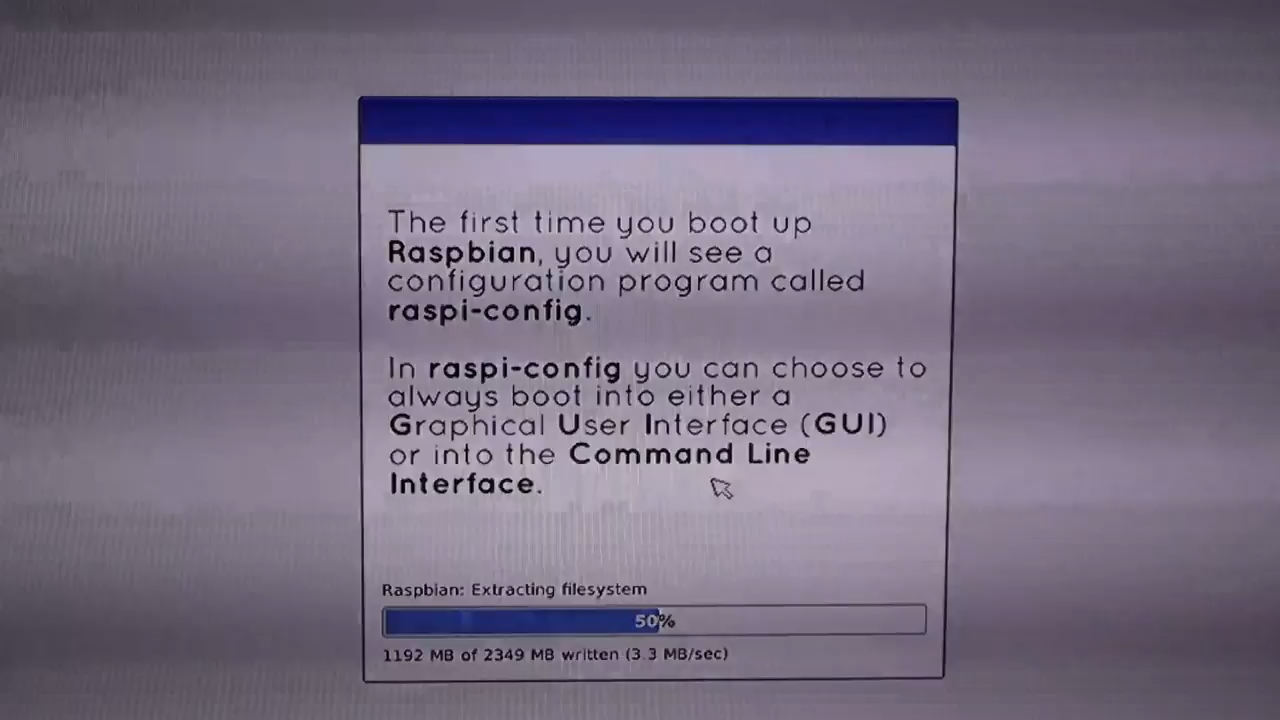 The first time you boot up
Raspbian, you will see a
configuration program called
raspi-config.
In raspi-config you can choose to
always boot into either a
Graphical User Interface (GUI)
or into the Command Line
Interface.
Raspbian: Extracting filesystem
50%
1192 MB of 2349 MB written (3.3 MB/sec)